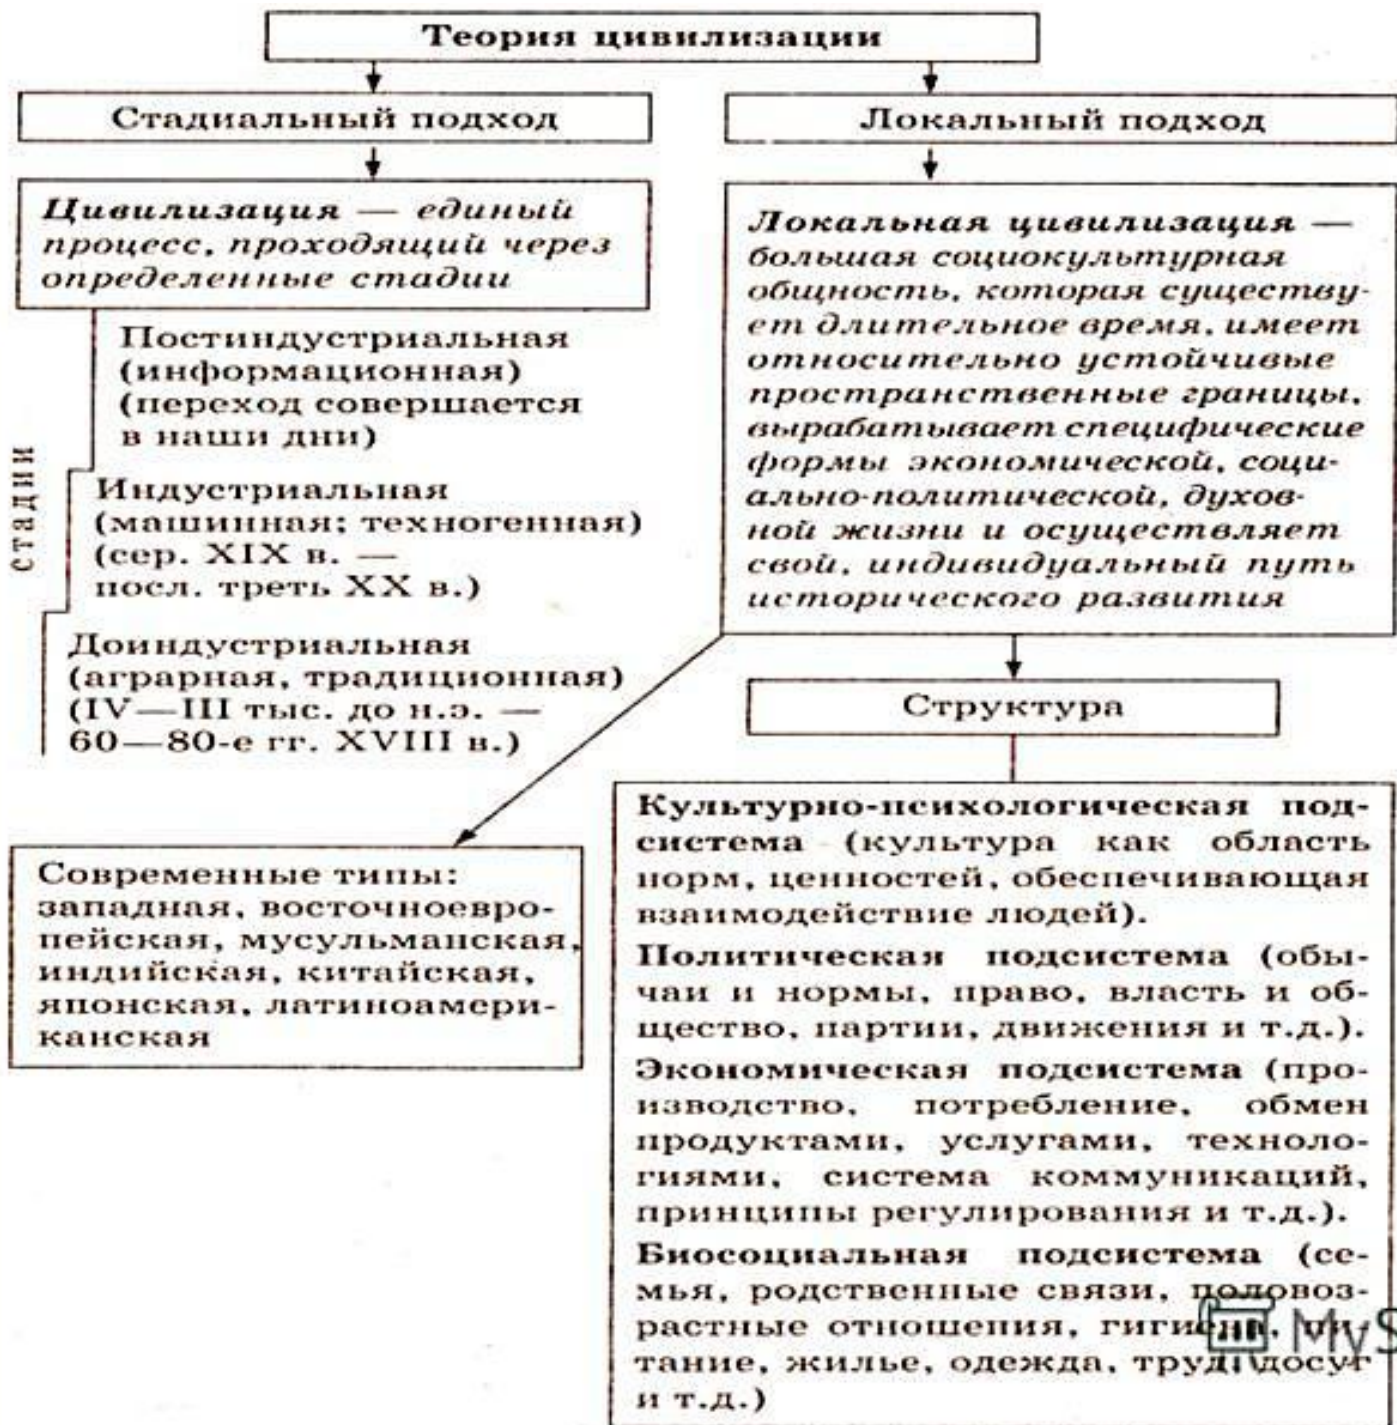 Теория цивилизации
Стадиальный подход
Цивилизация — единый
процесс, проходящий через
определенные стадии
стадии
Постиндустриальная
(информационная)
(переход совершается
в наши дни)
Индустриальная
(машинная; техногенная)
(сер. XIX в. —
посл. треть XX в.)
Доиндустриальная
(аграрная, традиционная)
(IV—III тыс. до н.э. —
60—80-е гг. XVIII в.)
Локальный подход
Локальная цивилизация —
большая социокультурная
общность, которая существу-
ет длительное время, имеет
относительно устойчивые
пространственные границы,
вырабатывает специфические
формы экономической, соци-
ально-политической, духов-
ной жизни и осуществляет
свой, индивидуальный путь
исторического развития
Современные типы:
западная, восточноевро-
пейская, мусульманская,
индийская, китайская,
японская, латиноамери-
канская
Структура
Культурно-психологическая под-
система (культура как область
норм, ценностей, обеспечивающая
взаимодействие людей).
Политическая подсистема (обы-
чаи и нормы, право, власть и об-
щество, партии, движения и т.д.).
Экономическая подсистема (про-
изводство, потребление, обмен
продуктами, услугами, техноло-
гиями, система коммуникаций,
принципы регулирования и т.д.).
Биосоциальная подсистема (се-
мья, родственные связи, половоз-
растные отношения, гигиена, пи-
тание, жилье, одежда, труд, досуг
и т.д.)
MyS